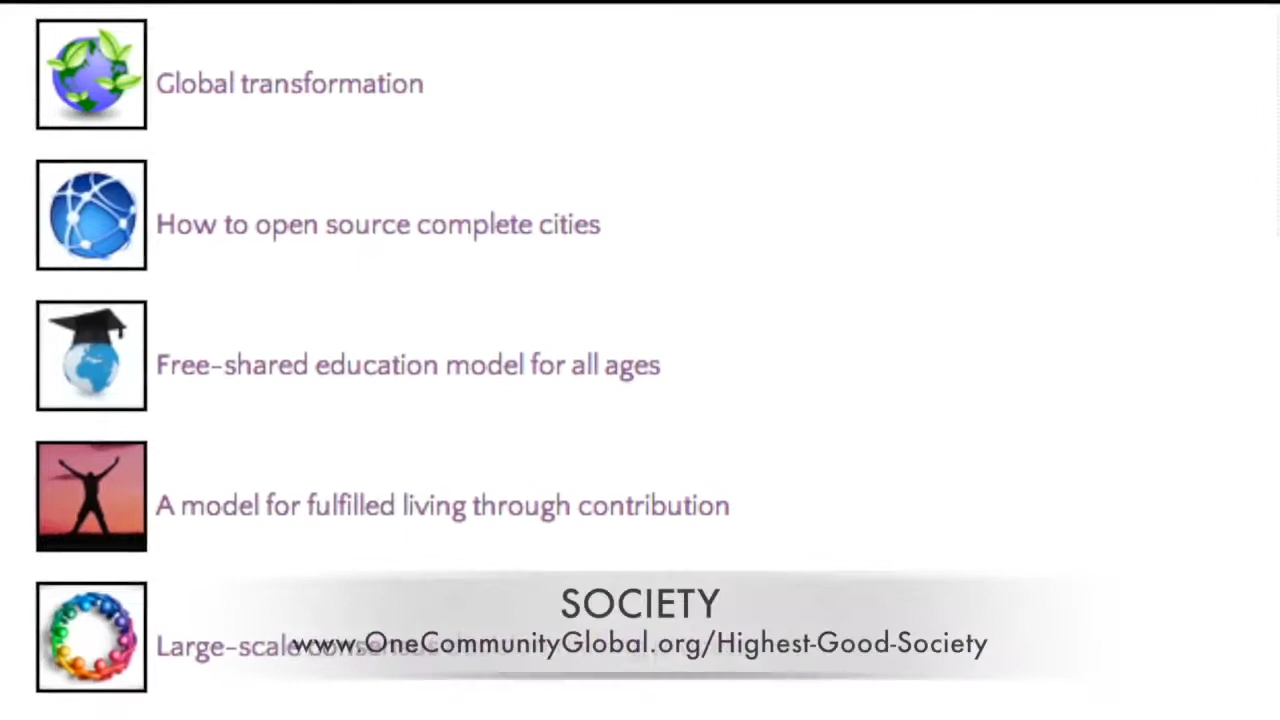 Global transformation
How to open source complete cities
Free-shared education model for all ages
A model for fulfilled living through contribution
SOCIETY
Large-scale
www.OneCommunityGlobal.org/Highest-Good-Society